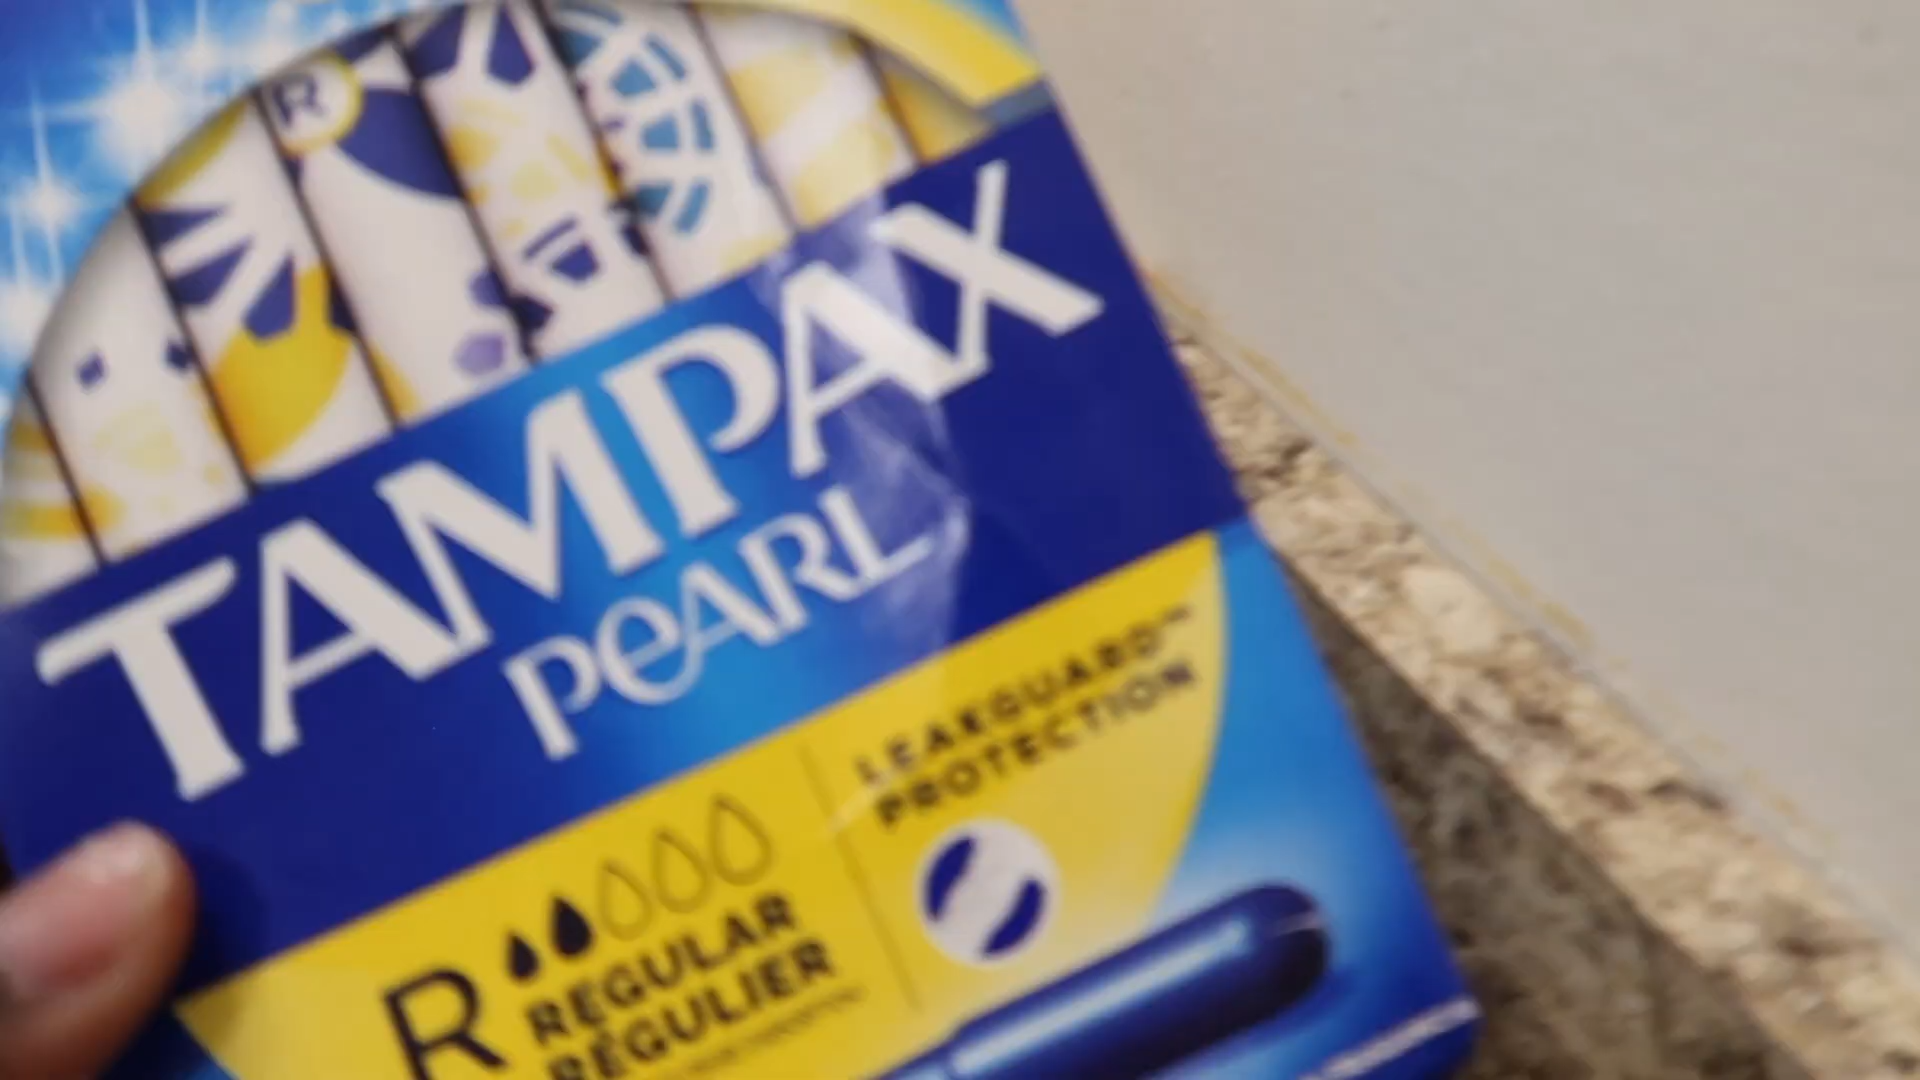 R
TAMPAX
PEARL
LEAKGUARD™
PROTECTION
R
REGULAR
RÉGULIER